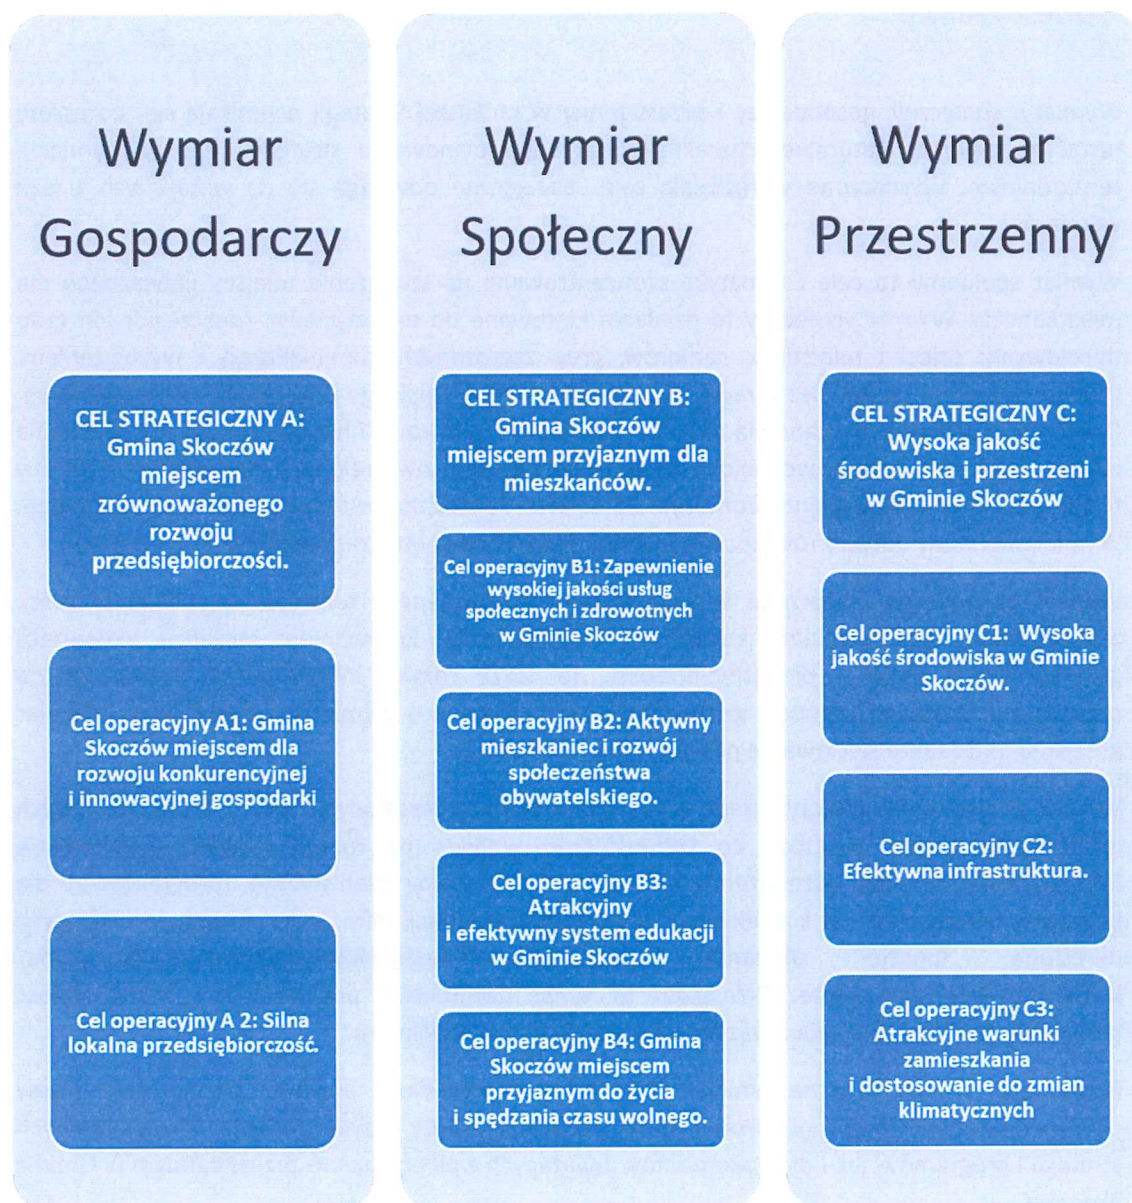 Wymiar
Gospodarczy
CEL STRATEGICZNY A:
Gmina Skoczów
miejscem
zrównoważonego
rozwoju
przedsiębiorczości.
Cel operacyjny A1: Gmina
Skoczów miejscem dla
rozwoju konkurencyjnej
i innowacyjnej gospodarki
Cel operacyjny A 2: Silna
lokalna przedsiębiorczość.
Wymiar
Społeczny
CEL STRATEGICZNY B:
Gmina Skoczów
miejscem przyjaznym dla
mieszkańców.
Cel operacyjny B1: Zapewnienie
wysokiej jakości usług
społecznych i zdrowotnych
w Gminie Skoczów
Cel operacyjny B2: Aktywny
mieszkaniec i rozwój
społeczeństwa
obywatelskiego.
Cel operacyjny B3:
Atrakcyjny
i efektywny system edukacji
w Gminie Skoczów
Cel operacyjny B4: Gmina
Skoczów miejscem
przyjaznym do życia
i spędzania czasu wolnego.
Wymiar
Przestrzenny
CEL STRATEGICZNY C:
Wysoka jakość
środowiska i przestrzeni
w Gminie Skoczów
Cel operacyjny C1: Wysoka
jakość środowiska w Gminie
Skoczów.
Cel operacyjny C2:
Efektywna infrastruktura.
Cel operacyjny C3:
Atrakcyjne warunki
zamieszkania
i dostosowanie do zmian
klimatycznych